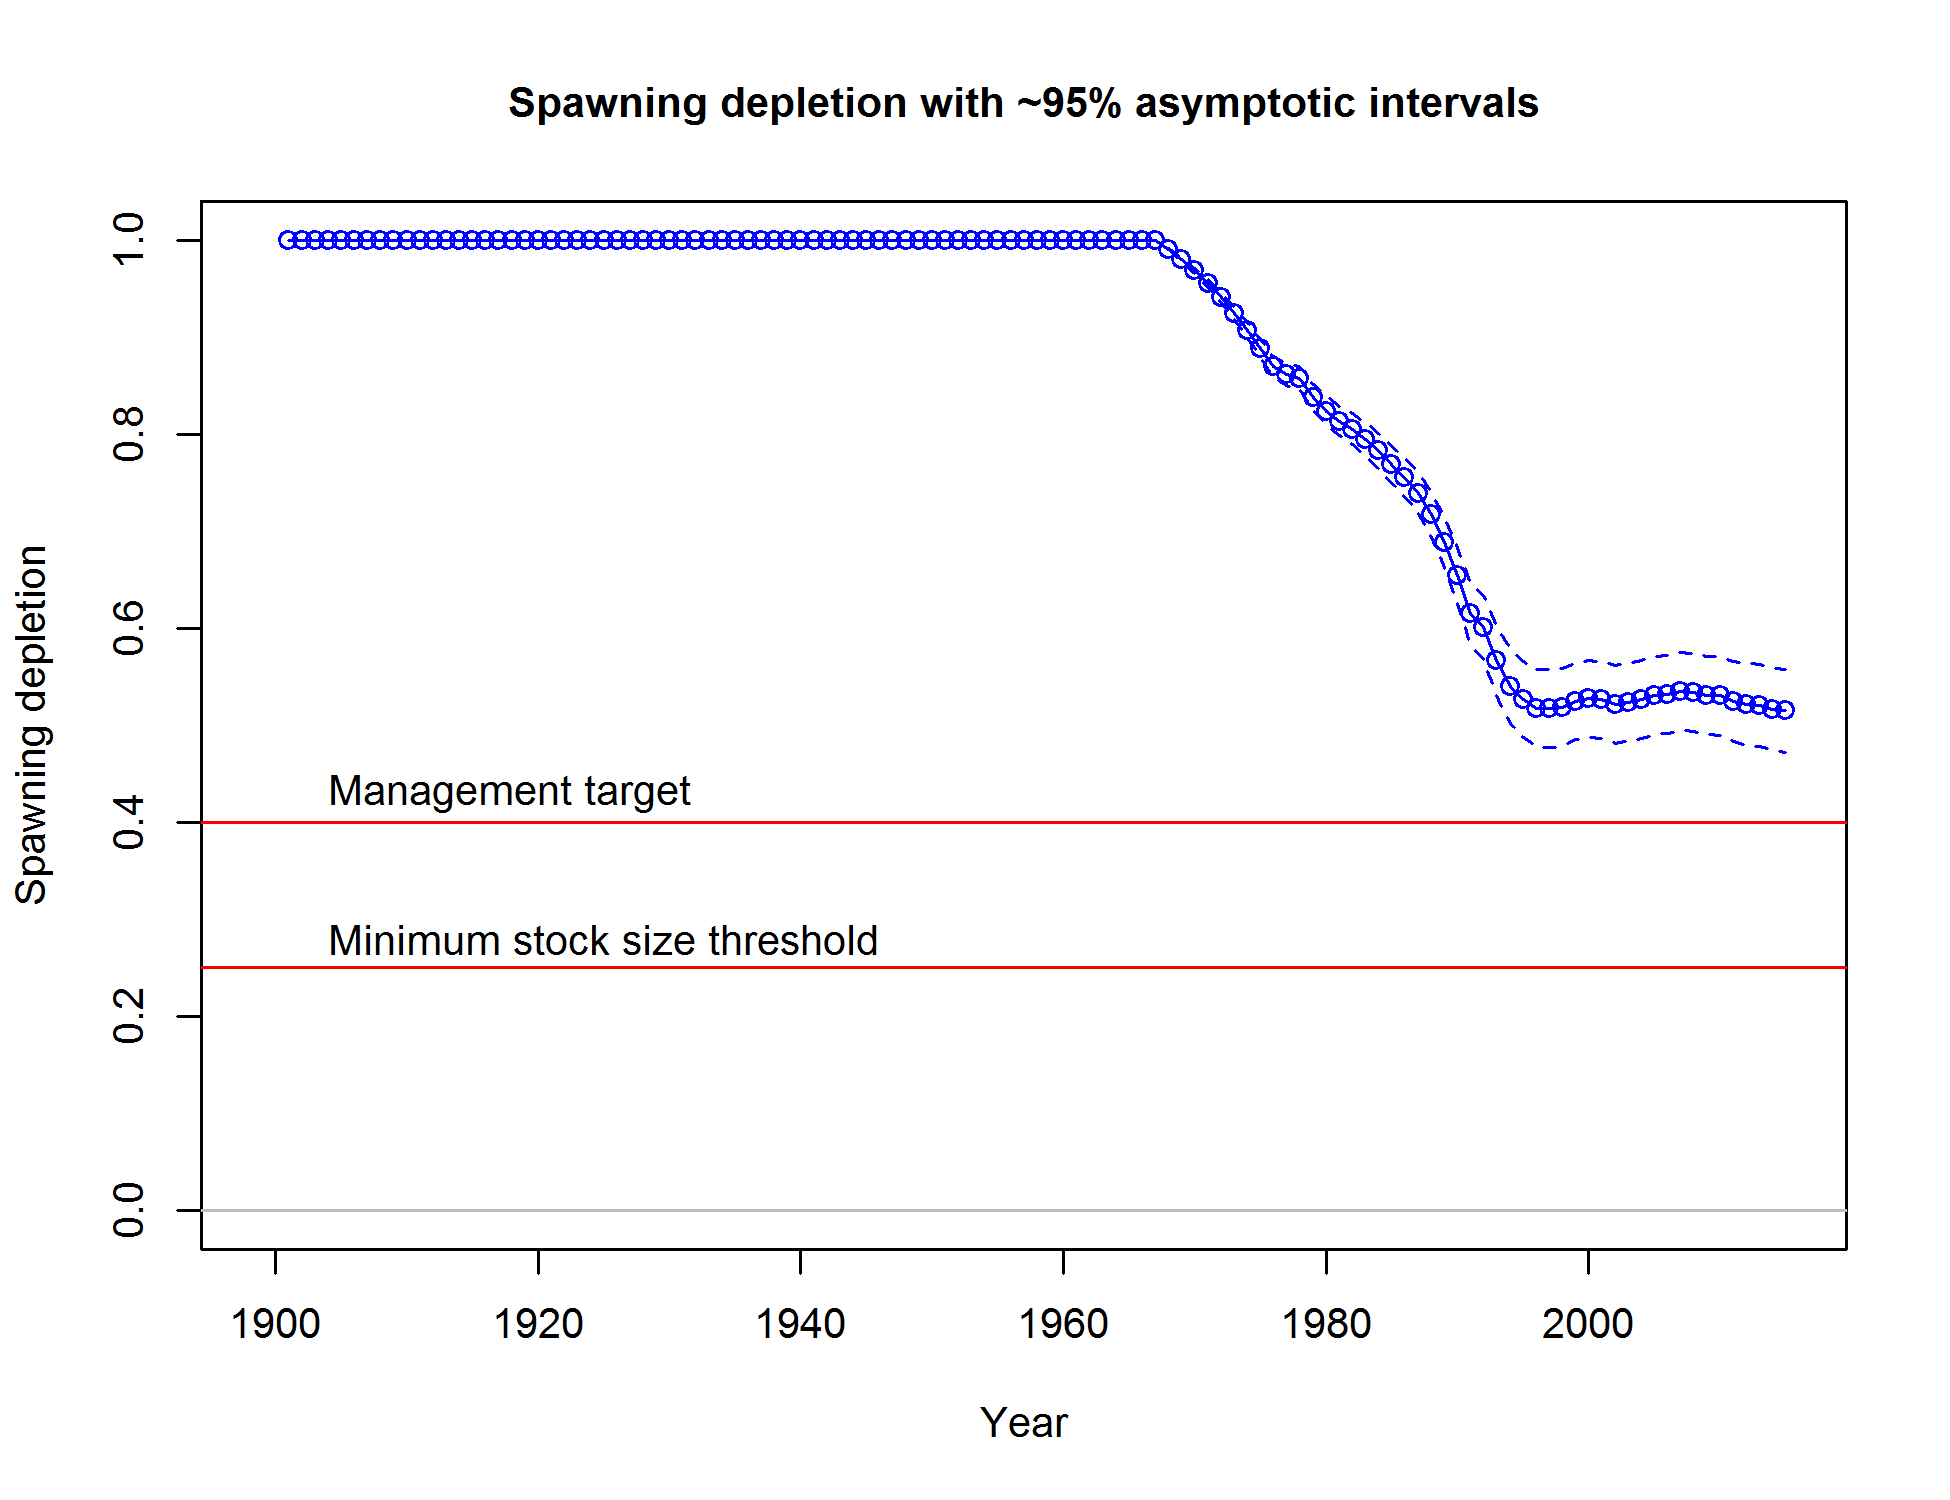 Spawning depletion with ~95% asymptotic intervals
Spawning depletion
1.0
0.8
0.6
0.4
0.2
0.0
Management target
Minimum stock size threshold
1900 1920 1940 1960 1980 2000
Year